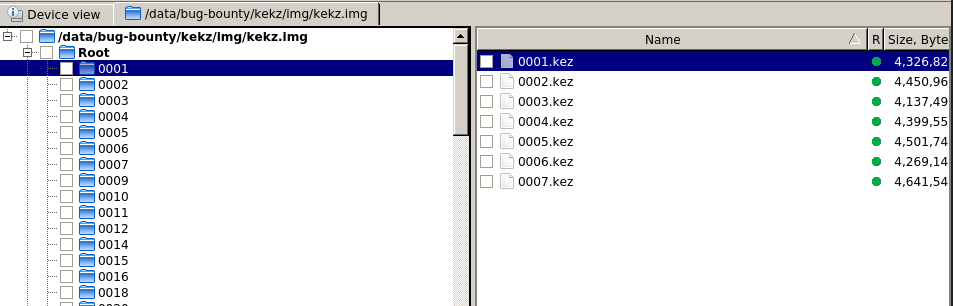 Device view
/data/bug-bounty/kekz/img/kekz.img
/data/bug-bounty/kekz/img/kekz.img
Root
0001
0002
0003
0004
0005
0006
0007
0009
0010
0011
0012
0014
0015
0016
0018
Name R Size, Byte
0001.kez 4,326,82
0002.kez 4,450,96
0003.kez 4,137,49
0004.kez 4,399,55
0005.kez 4,501,74
0006.kez 4,269,14
0007.kez 4,641,54